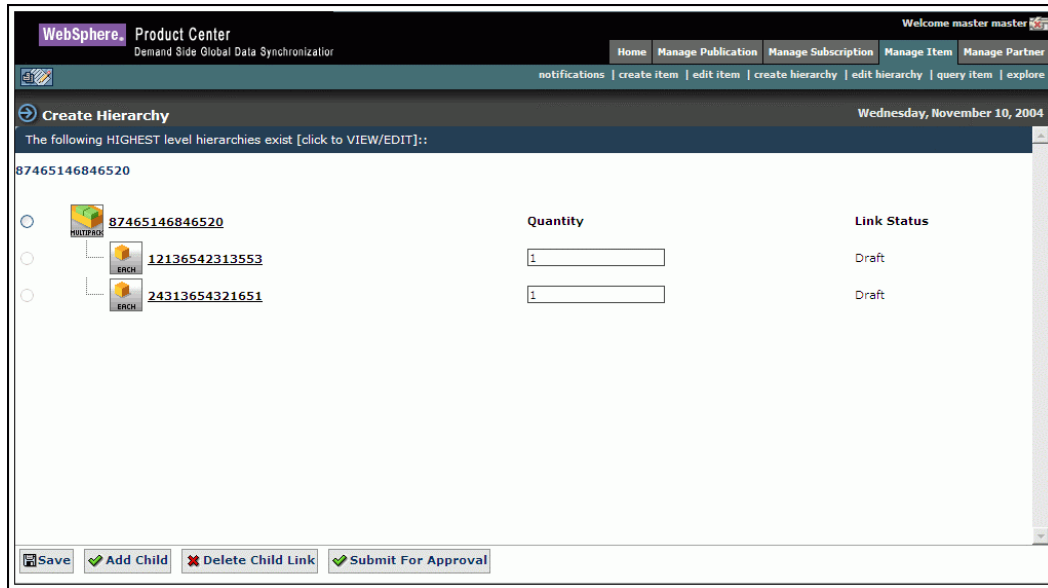 WebSphere. Product Center
Demand Side Global Data Synchronizatior
Welcome master master
Home Manage Publication Manage Subscription Manage Item Manage Partner
notifications | create item | edit item | create hierarchy | edit hierarchy | query item | explore
Create Hierarchy Wednesday, November 10, 2004
The following HIGHEST level hierarchies exist [click to VIEW/EDIT]::
87465146846520
MULTIPACK 87465146846520 Quantity Link Status
EACH 12136542313553 1 Draft
EACH 24313654321651 1 Draft
Save Add Child Delete Child Link Submit For Approval